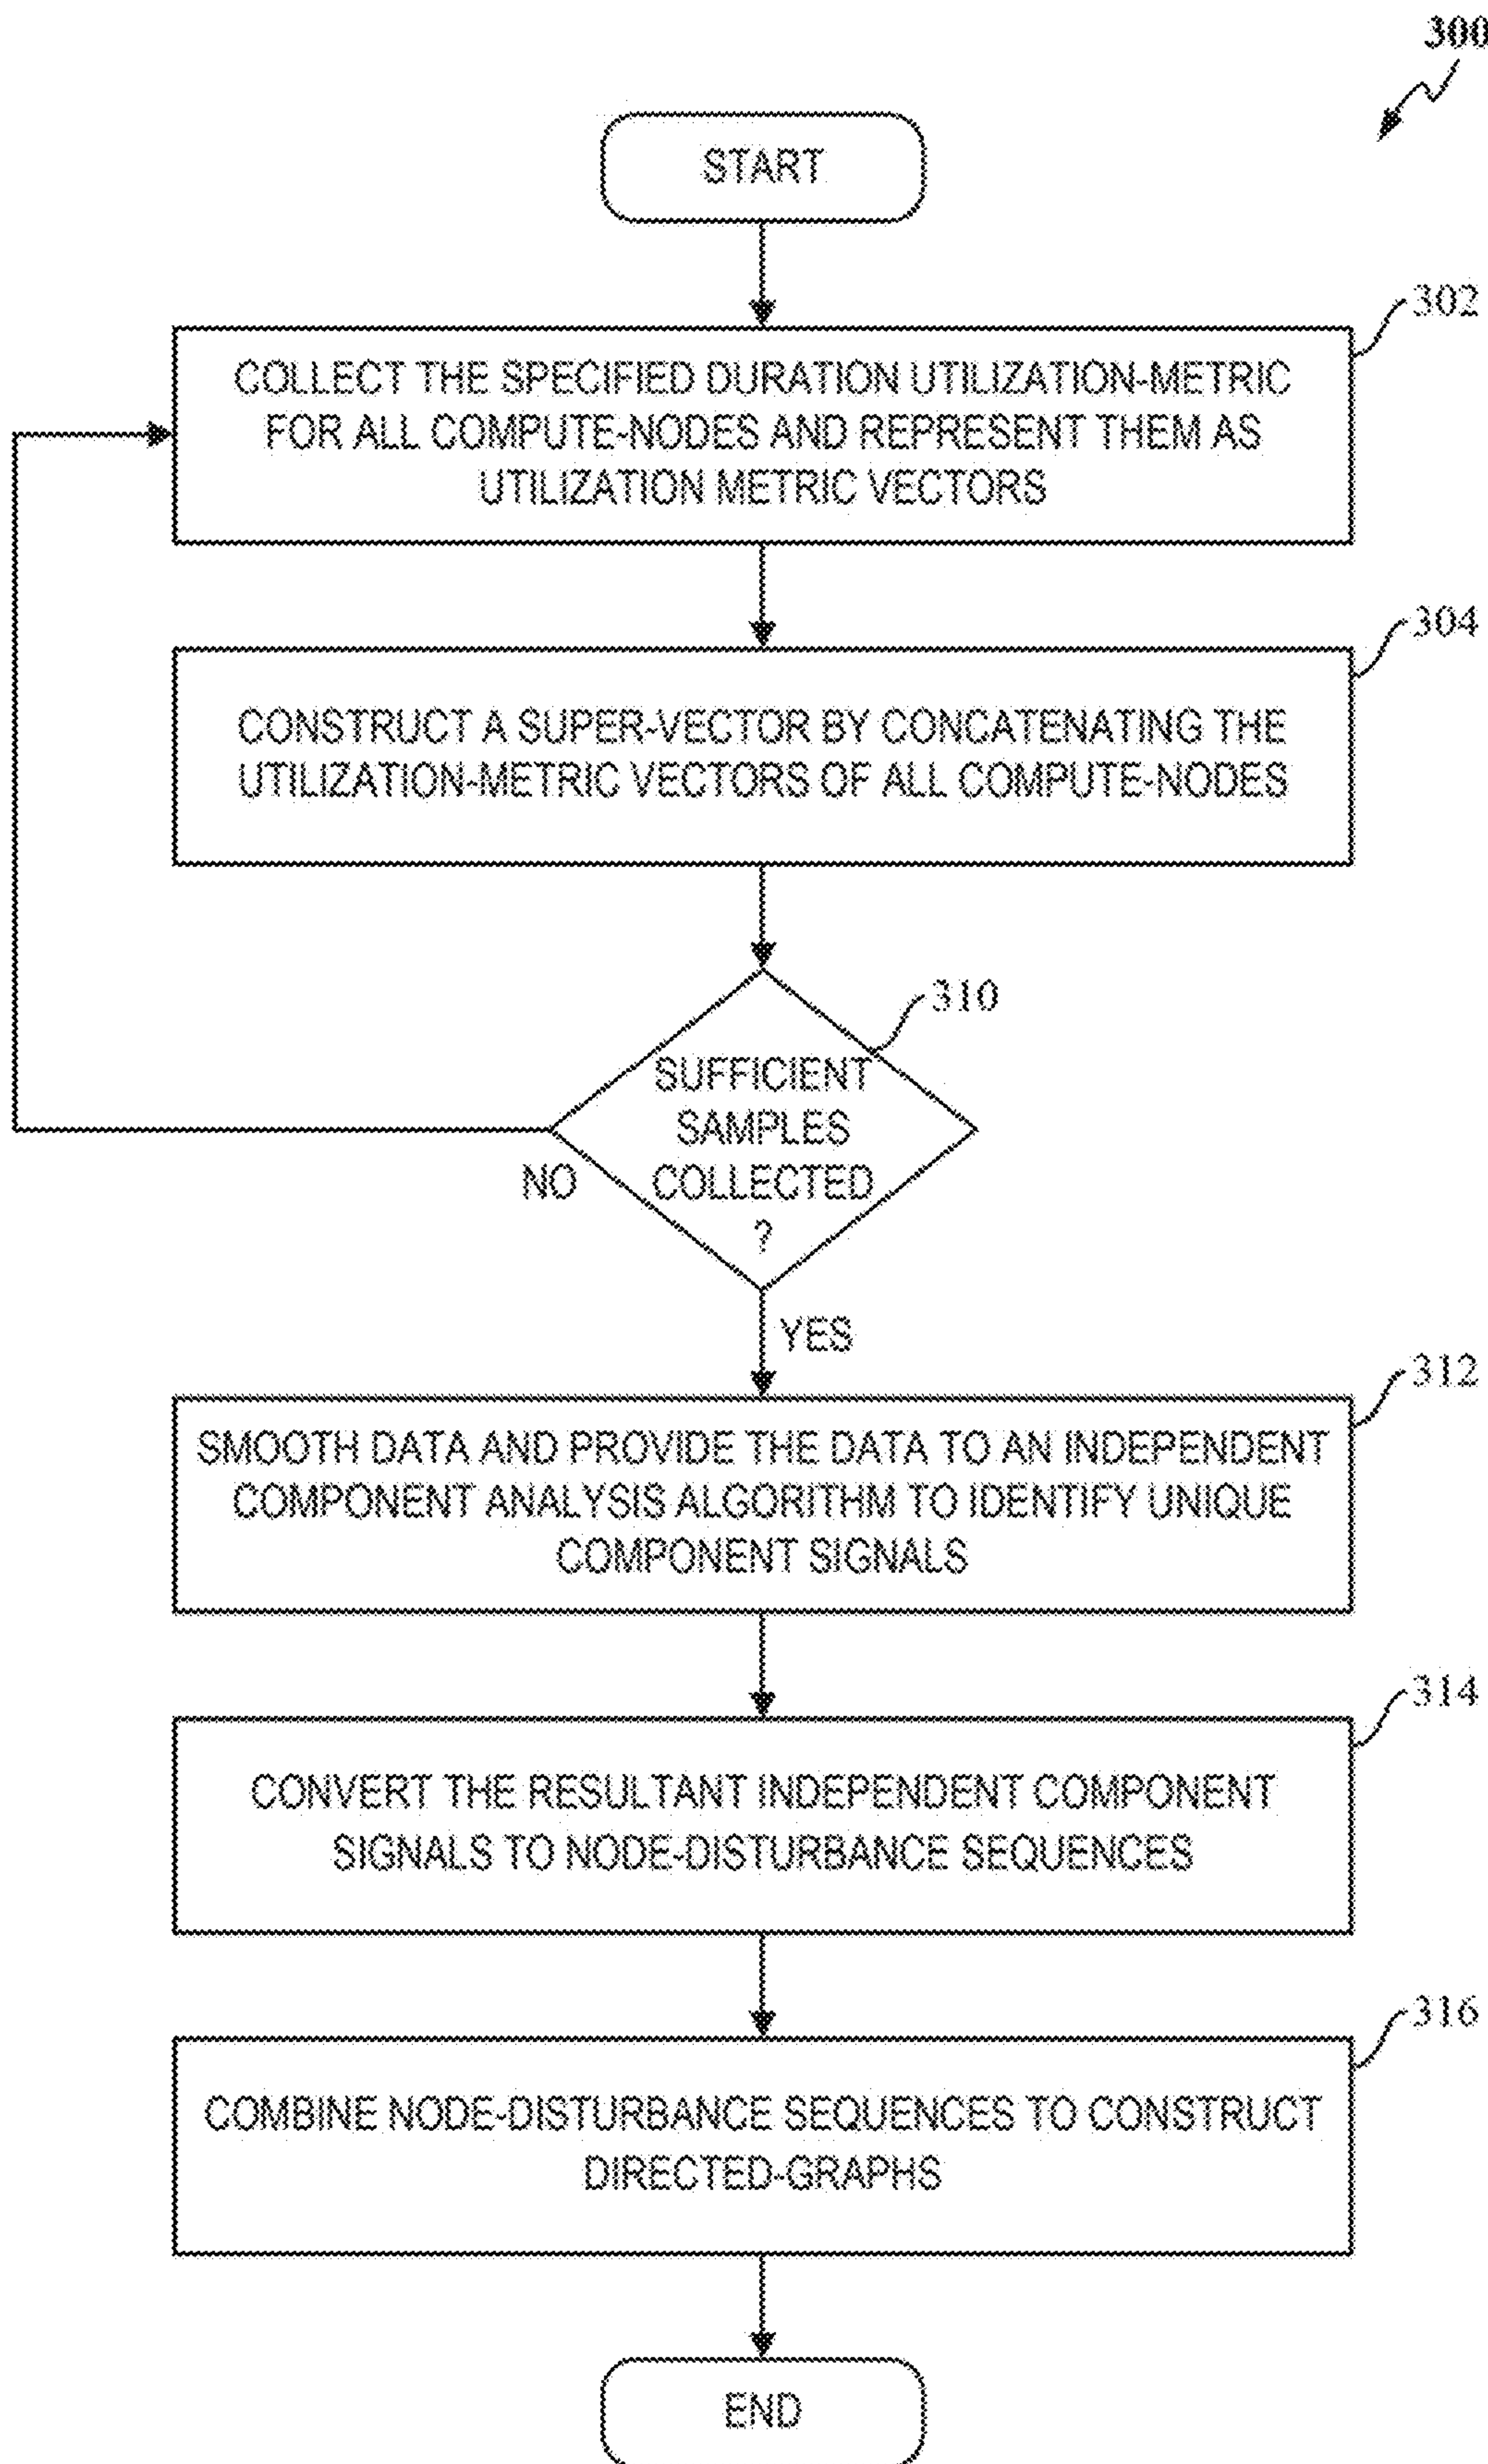 300
START
302
COLLECT THE SPECIFIED DURATION UTILIZATION-METRIC
FOR ALL COMPUTE-NODES AND REPRESENT THEM AS
UTILIZATION METRIC VECTORS
304
CONSTRUCT A SUPER-VECTOR BY CONCATENATING THE
UTILIZATION-METRIC VECTORS OF ALL COMPUTE-NODES
310
SUFFICIENT
SAMPLES
COLLECTED
?
NO
YES
312
SMOOTH DATA AND PROVIDE THE DATA TO AN INDEPENDENT
COMPONENT ANALYSIS ALGORITHM TO IDENTIFY UNIQUE
COMPONENT SIGNALS
314
CONVERT THE RESULTANT INDEPENDENT COMPONENT
SIGNALS TO NODE-DISTURBANCE SEQUENCES
316
COMBINE NODE-DISTURBANCE SEQUENCES TO CONSTRUCT
DIRECTED-GRAPHS
END